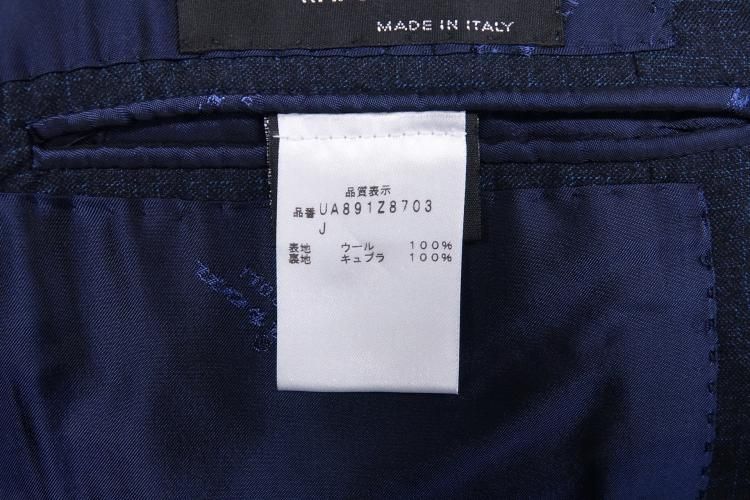 MADE IN ITALY
品質表示
品番 UA891Z8703
J
表地 ウール 100%
裏地 キュプラ 100%